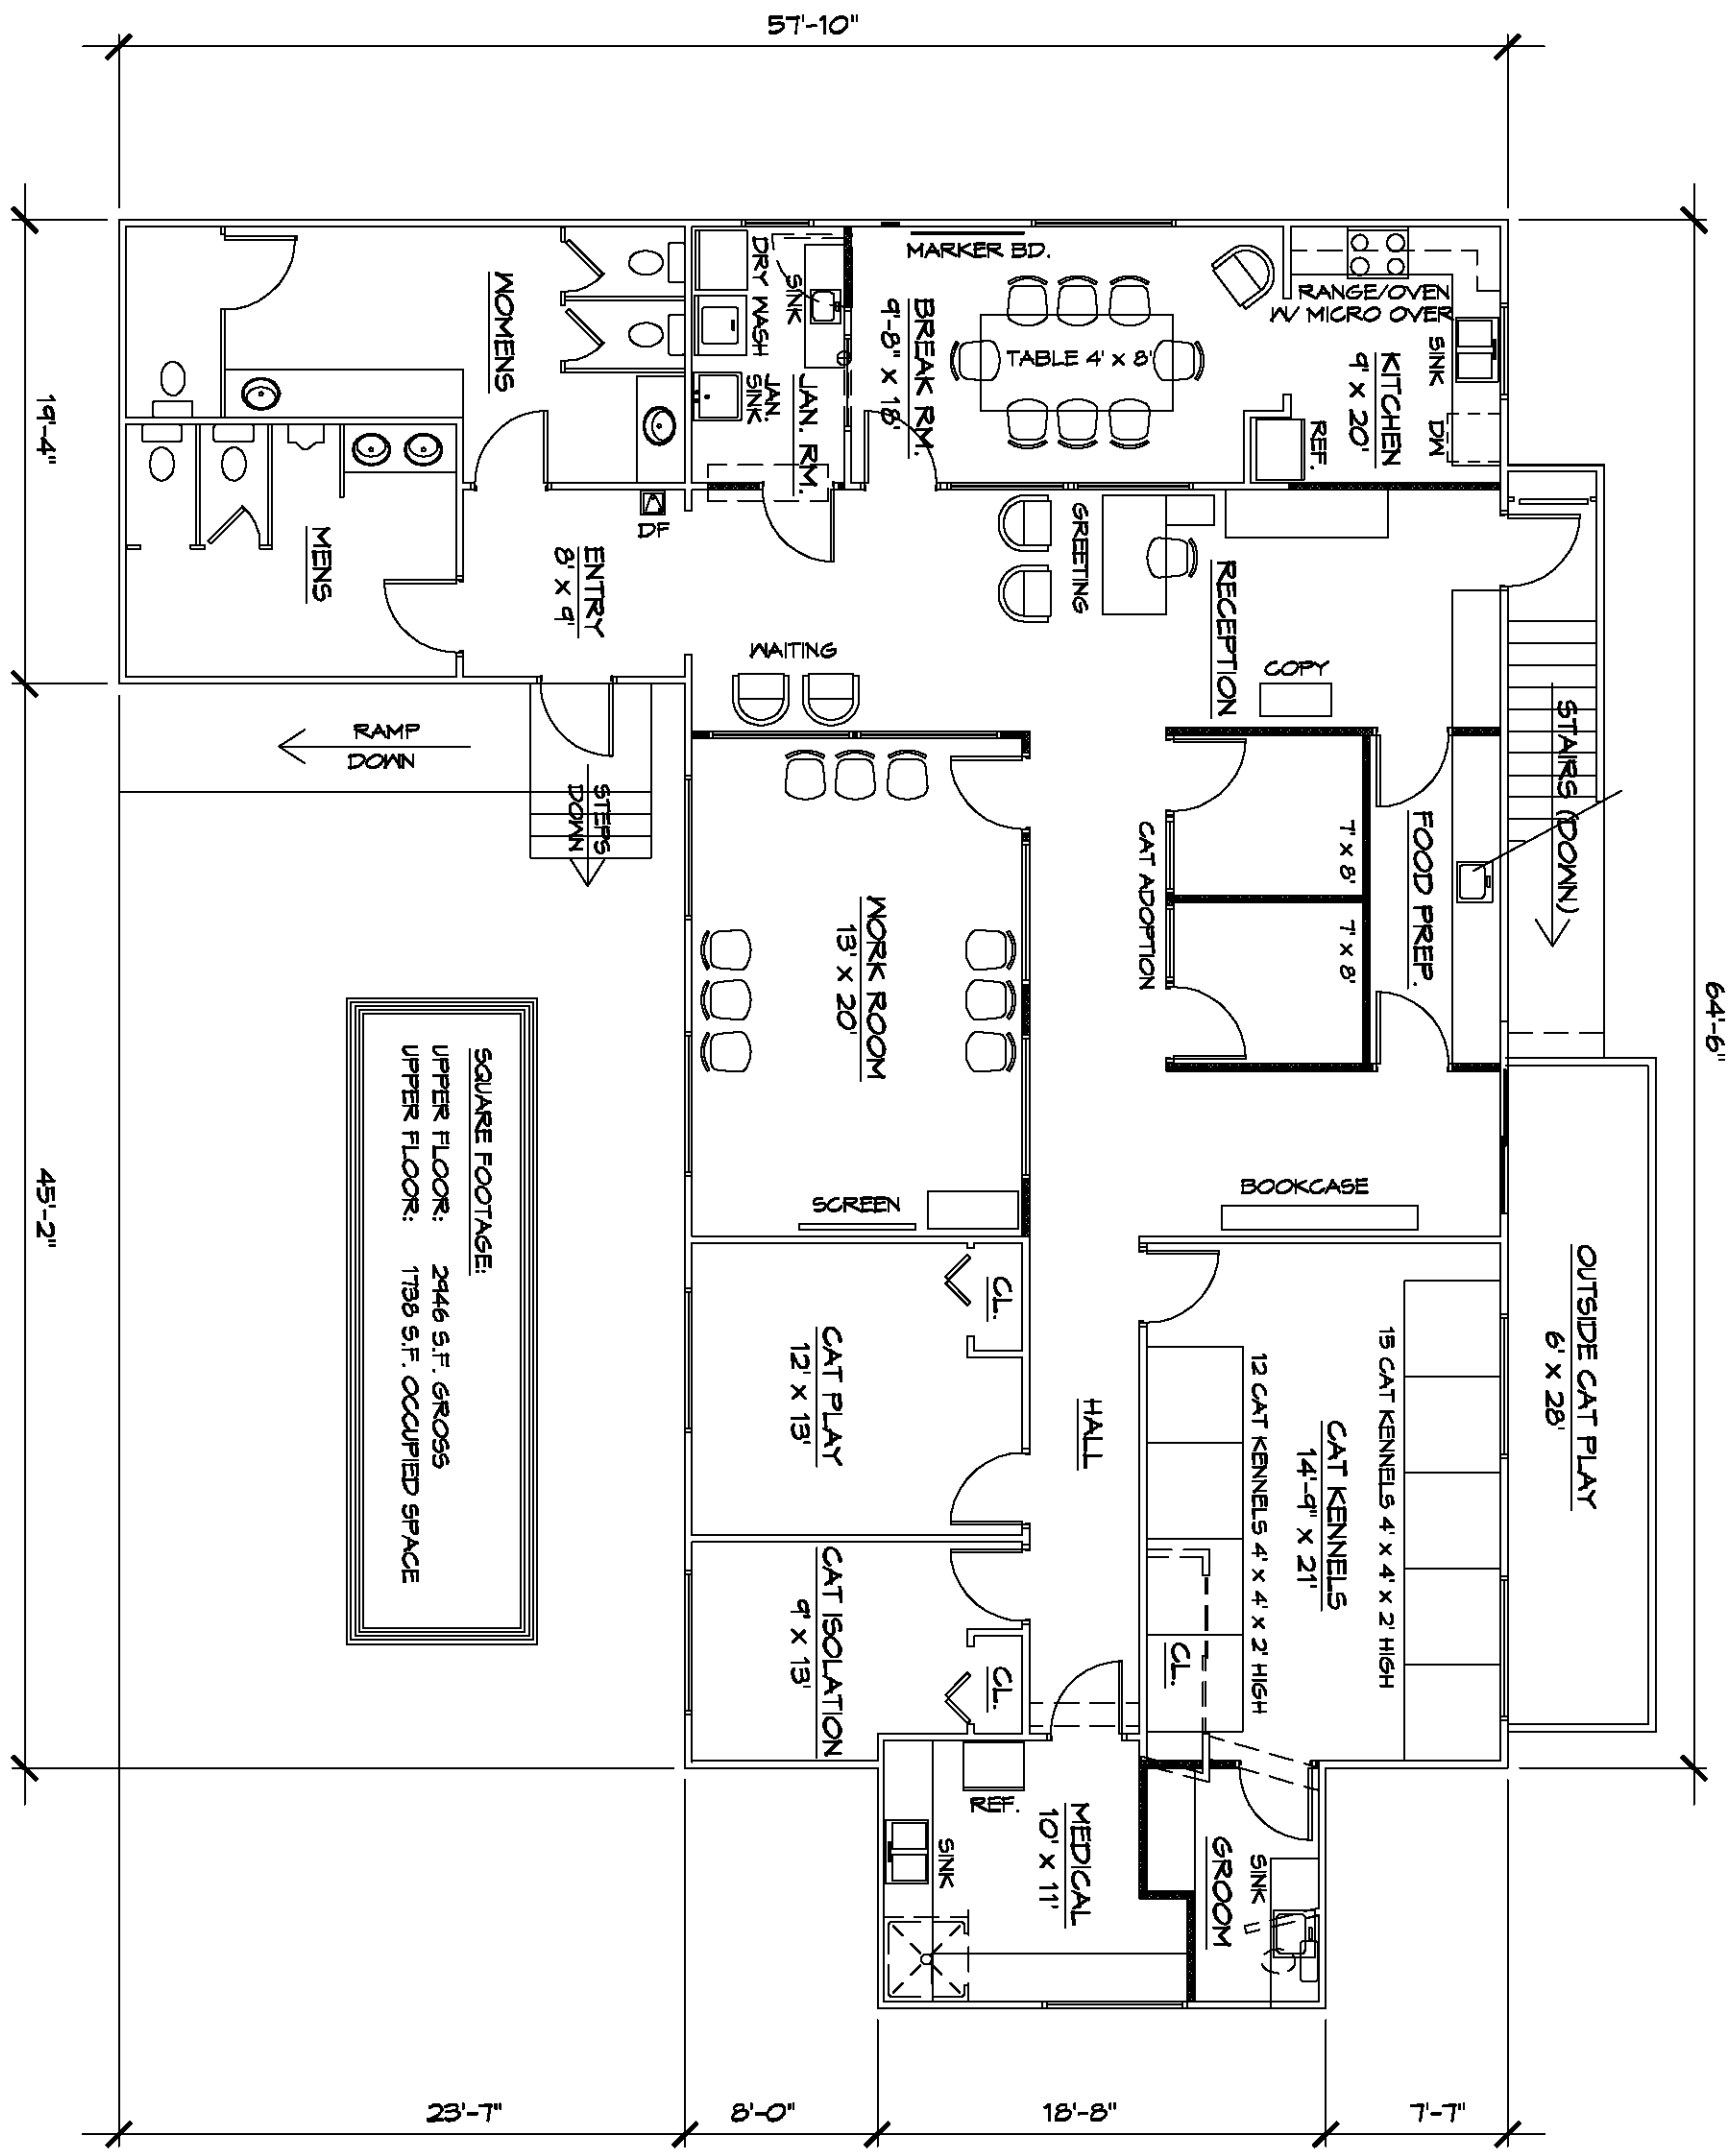 57'-10"
MARKER BD.
DRY
WASH
SINK
JAN.
SINK
JAN. RM.
WOMENS
BREAK RM.
9'-8" x 18'
TABLE 4' x 8'
RANGE/OVEN
W/ MICRO OVER
SINK
KITCHEN
9' x 20'
DW
REF.
19'-4"
MENS
ENTRY
8' x 9'
DF
GREETING
RECEPTION
WAITING
COPY
RAMP
DOWN
STEPS
DOWN
STAIRS (DOWN)
7' x 8'
7' x 8'
CAT ADOPTION
FOOD PREP.
WORK ROOM
13' x 20'
64'-6"
SCREEN
BOOKCASE
SQUARE FOOTAGE:
UPPER FLOOR: 2946 S.F. GROSS
UPPER FLOOR: 1738 S.F. OCCUPIED SPACE
45'-2"
CL.
CAT PLAY
12' x 13'
HALL
CAT KENNELS
14'-9" x 21'
15 CAT KENNELS 4' x 4' x 2' HIGH
12 CAT KENNELS 4' x 4' x 2' HIGH
OUTSIDE CAT PLAY
6' x 28'
CAT ISOLATION
9' x 13'
CL.
CL.
REF.
MEDICAL
10' x 11'
SINK
GROOM
SINK
23'-7"
8'-0"
18'-8"
7'-7"